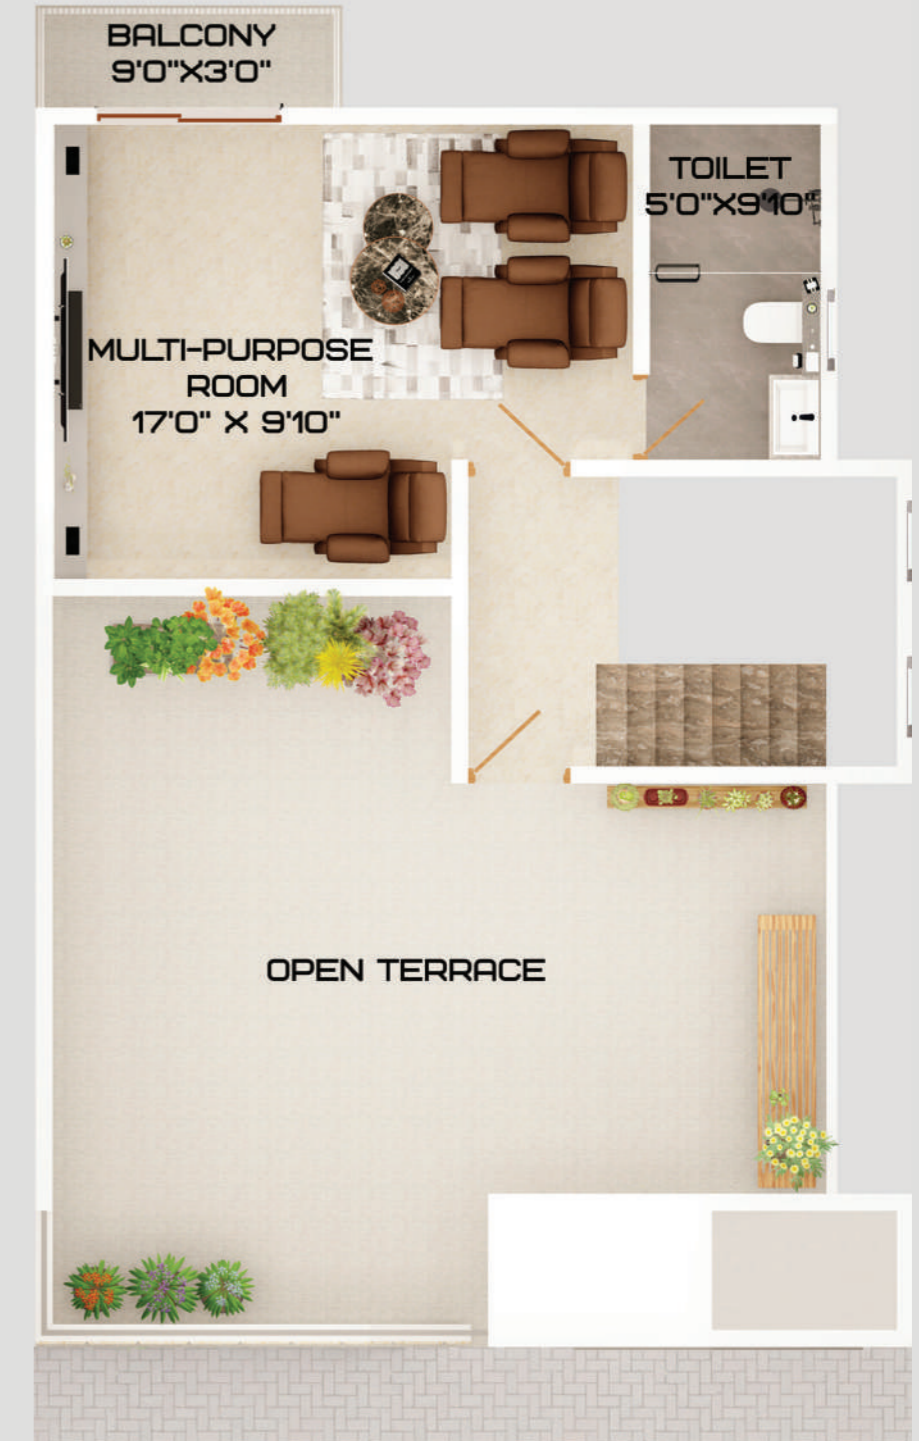 BALCONY
9'0"X3'0"
TOILET
5'0"X9'10"
MULTI-PURPOSE
ROOM
17'0" X 9'10"
OPEN TERRACE